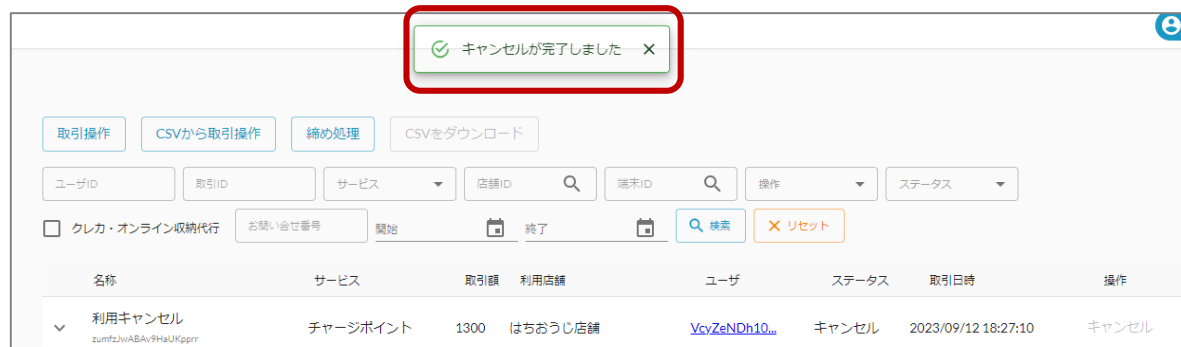 キャンセルが完了しました ×
取引操作 CSVから取引操作 締め処理 CSVをダウンロード
ユーザID 取引ID サービス 店舗ID 端末ID 操作 ステータス
クレカ・オンライン収納代行 お問い合せ番号 開始 終了 検索 × リセット
名称 サービス 取引額 利用店舗 ユーザ ステータス 取引日時 操作
利用キャンセル チャージポイント 1300 はちおうじ店舗 VcyZeNDh10... キャンセル 2023/09/12 18:27:10 キャンセル
zumfzJwABAv9HaUKpprr